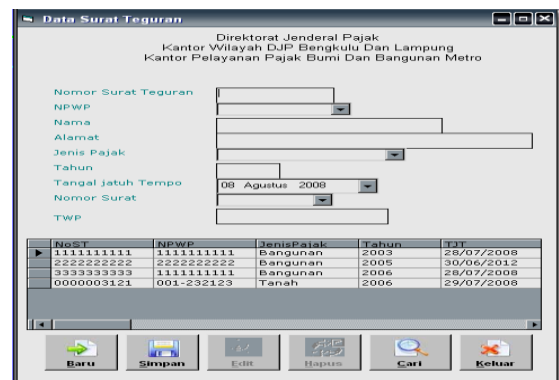 Data Surat Teguran
Direktorat Jenderal Pajak
Kantor Wilayah DJP Bengkulu Dan Lampung
Kantor Pelayanan Pajak Bumi Dan Bangunan Metro
Nomor Surat Teguran
NPWP
Nama
Alamat
Jenis Pajak
Tahun
Tangal jatuh Tempo 08 Agustus 2008
Nomor Surat
TWP
NoST NPWP JenisPajak Tahun TJT
1111111111 1111111111 Bangunan 2003 28/07/2008
2222222222 2222222222 Bangunan 2005 30/06/2012
3333333333 1111111111 Bangunan 2006 28/07/2008
0000003121 001-232123 Tanah 2006 29/07/2008
Baru Simpan Edit Hapus Cari Keluar